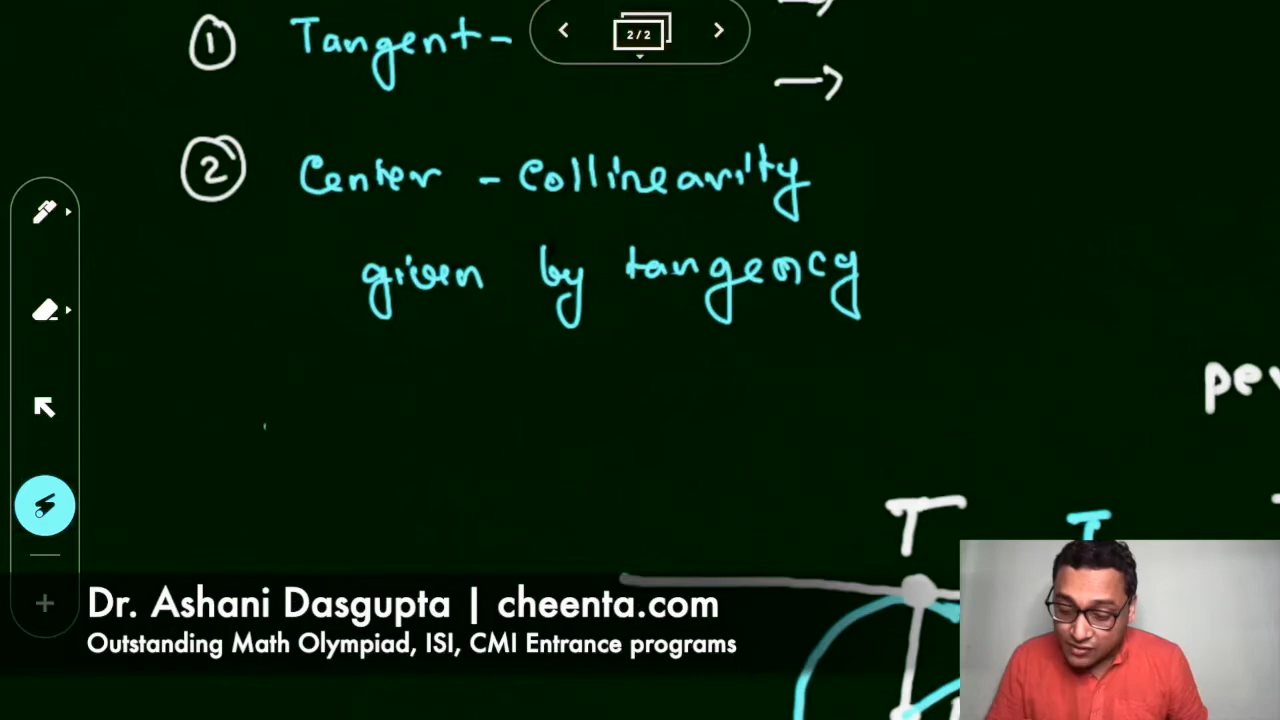 ① Tangent -
2/2
② Center - collinearity
given by tangency
T
T
Dr. Ashani Dasgupta | cheenta.com
Outstanding Math Olympiad, ISI, CMI Entrance programs